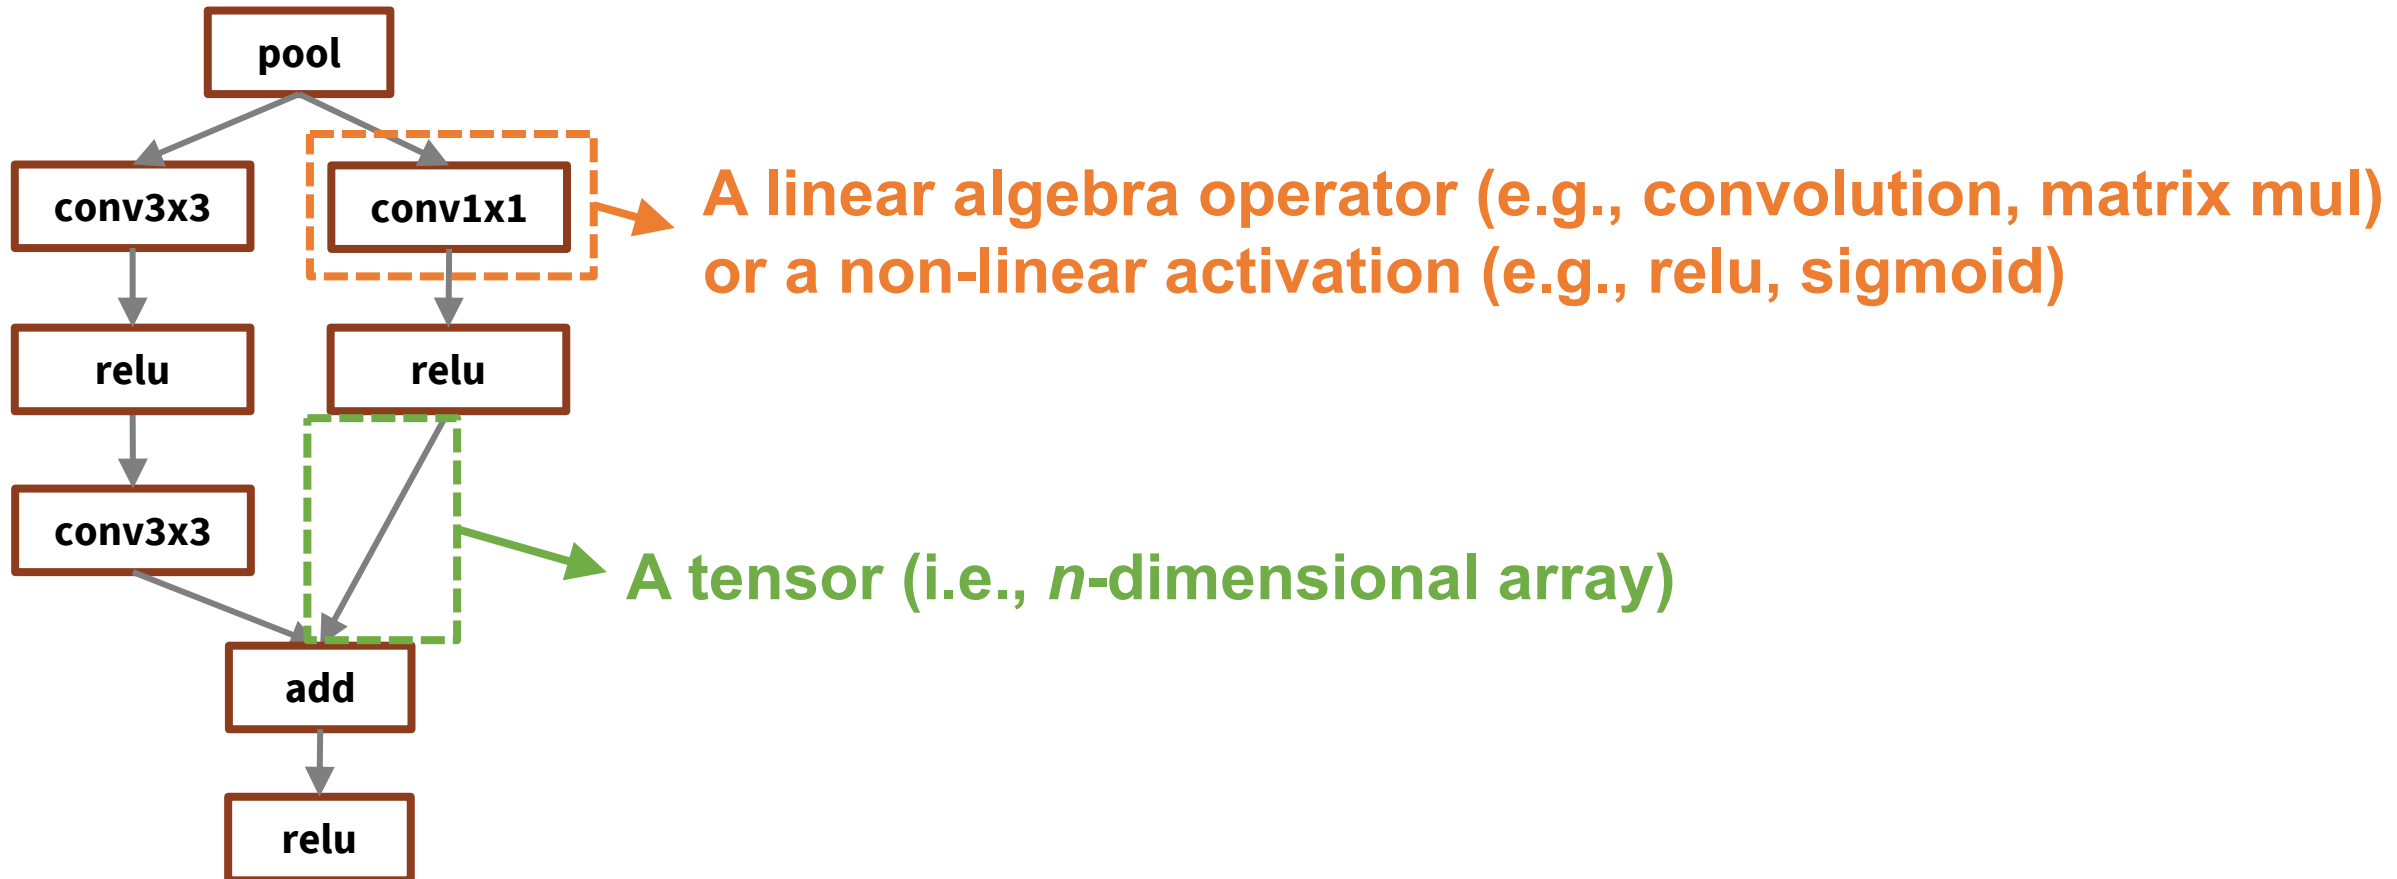 pool
conv3x3
conv1x1
A linear algebra operator (e.g., convolution, matrix mul)
or a non-linear activation (e.g., relu, sigmoid)
relu
relu
conv3x3
A tensor (i.e., n-dimensional array)
add
relu